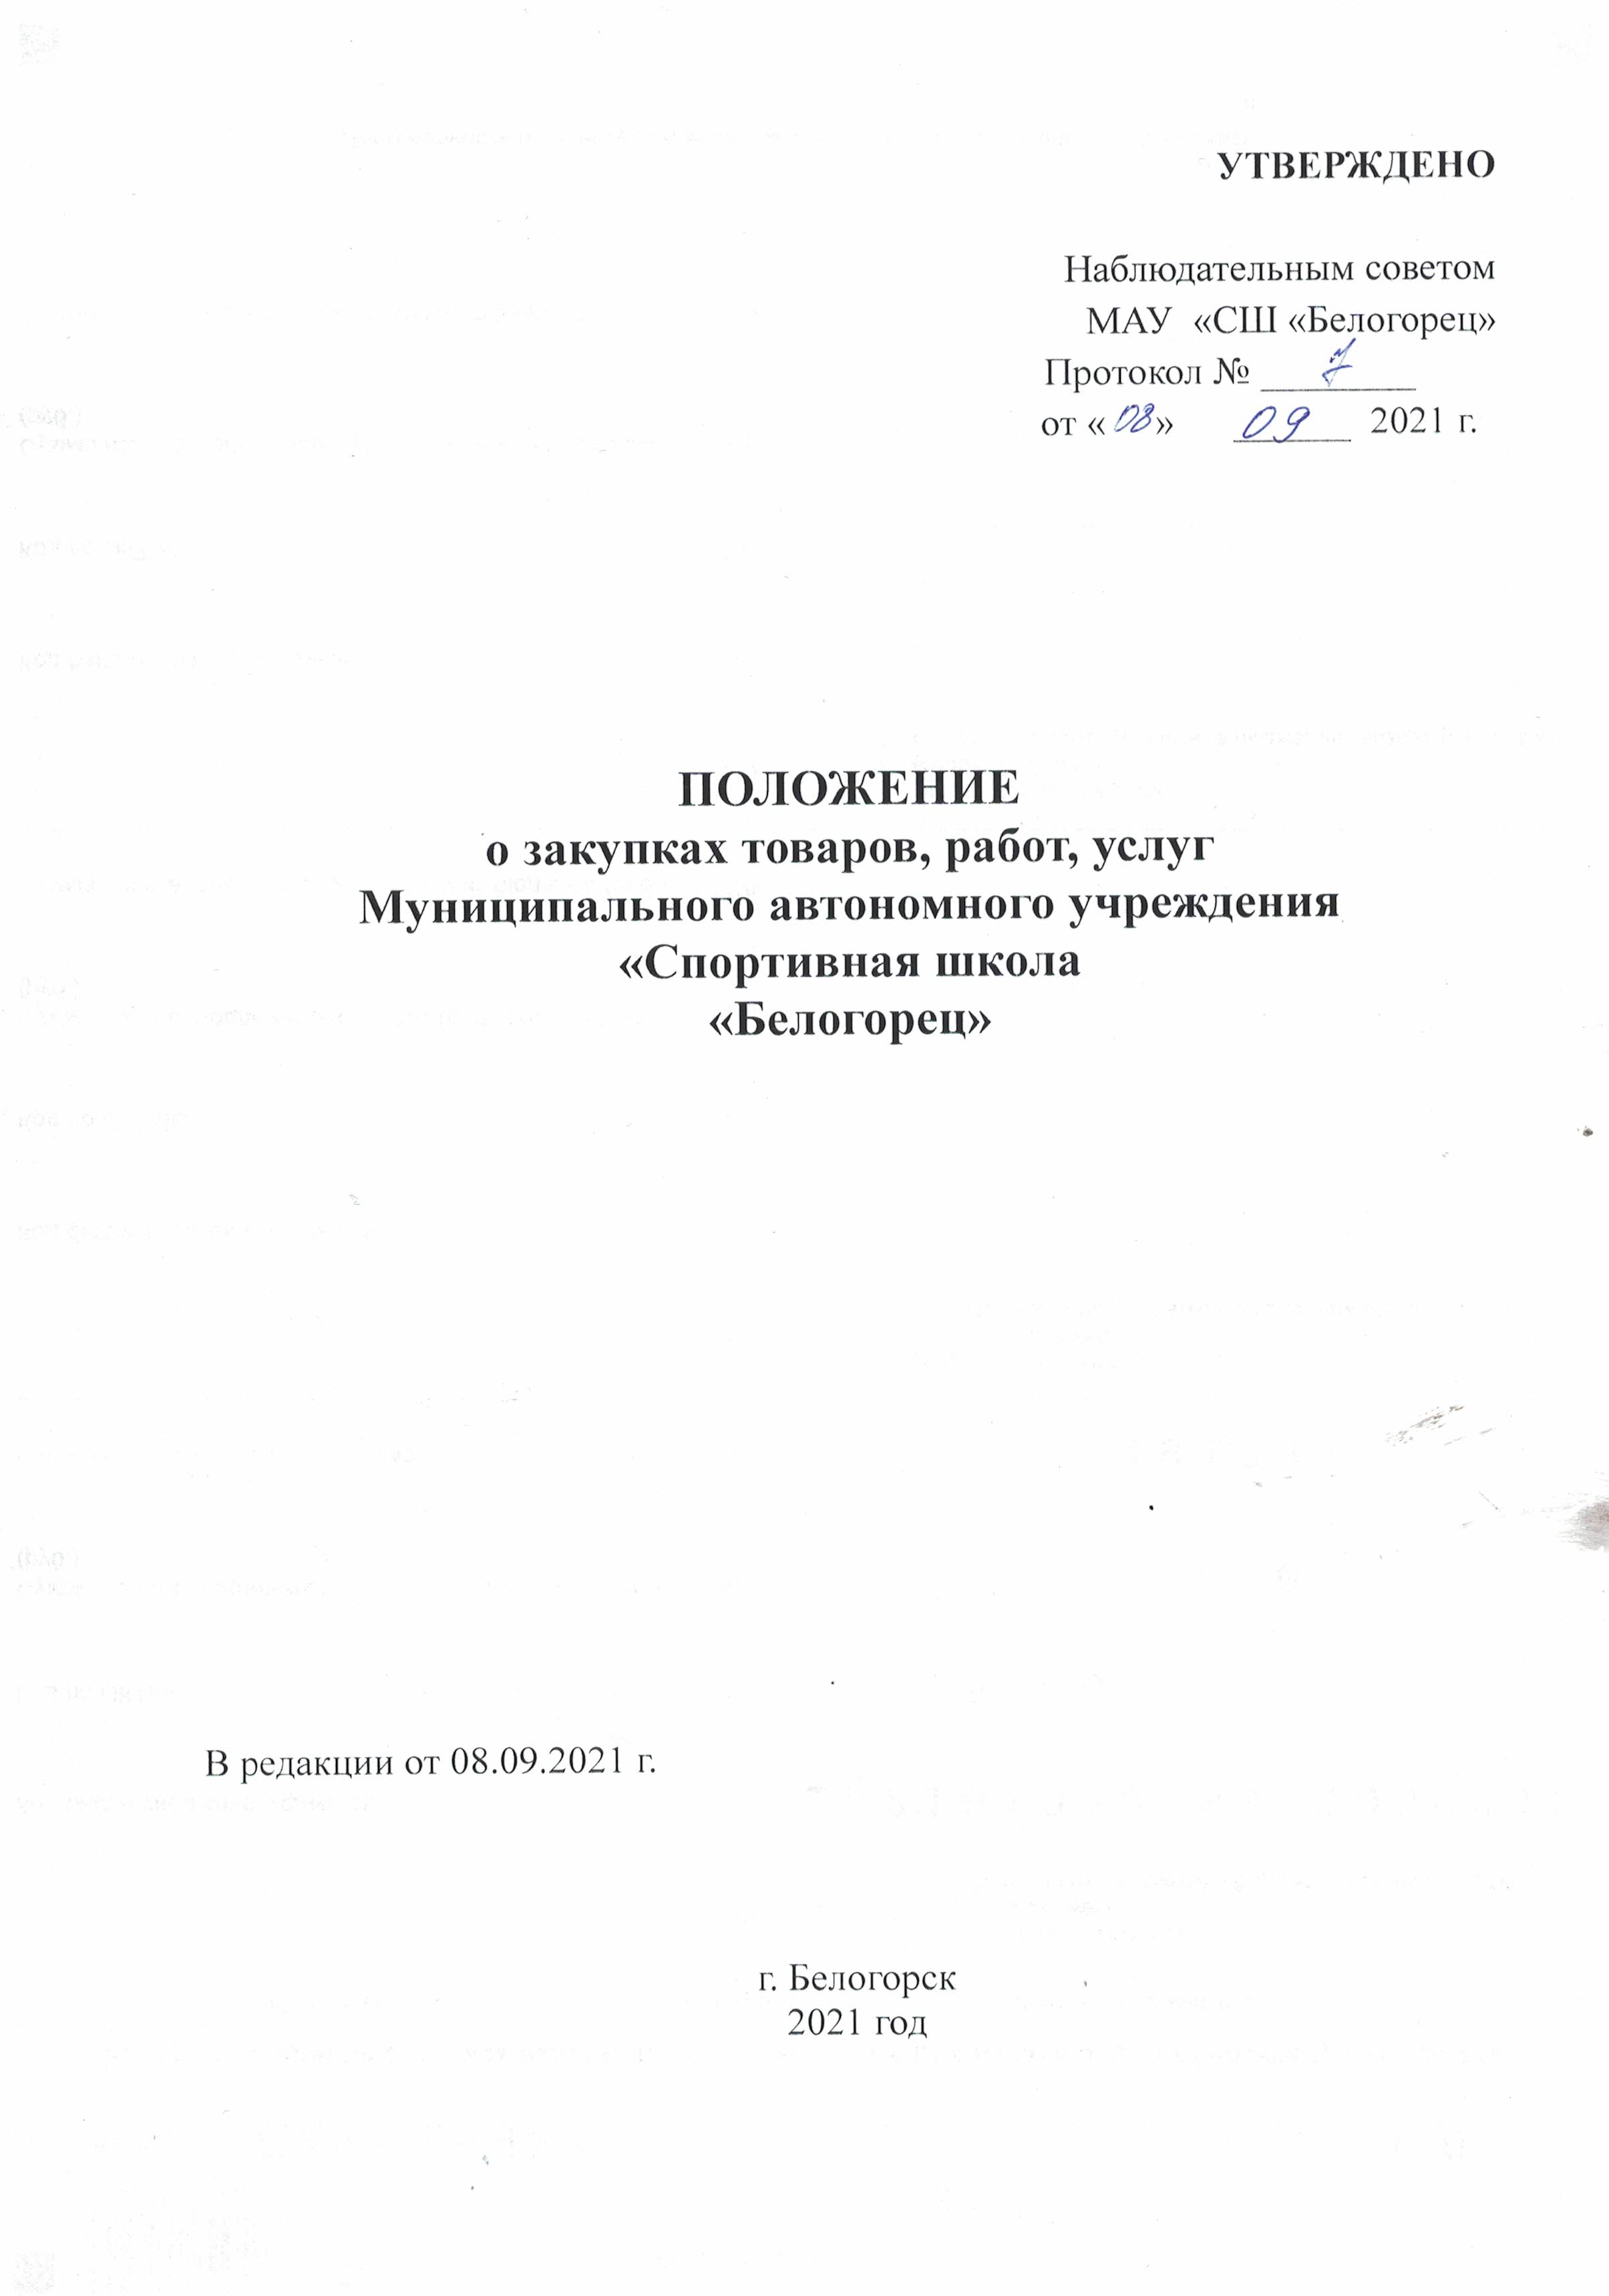 УТВЕРЖДЕНО
Наблюдательным советом
МАУ «СШ «Белогорец»
Протокол № 7
от «08» 09 2021 г.
ПОЛОЖЕНИЕ
о закупках товаров, работ, услуг
Муниципального автономного учреждения
«Спортивная школа
«Белогорец»
В редакции от 08.09.2021 г.
г. Белогорск
2021 год